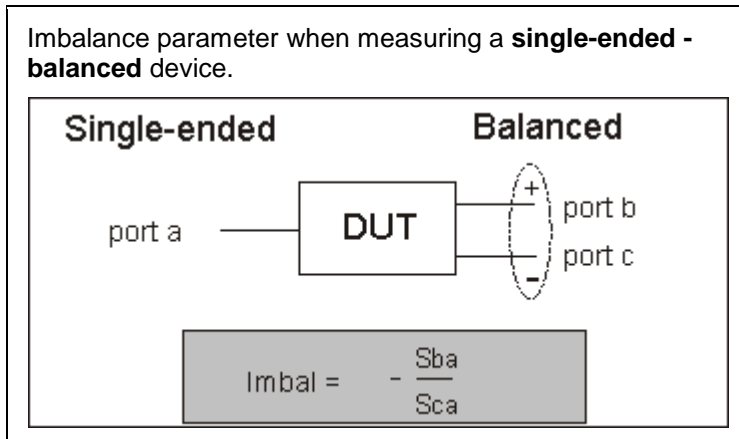 Imbalance parameter when measuring a single-ended -
balanced device.
Single-ended Balanced
+
port b
port a DUT
port c
-
Sba
Imbal = -
Sca